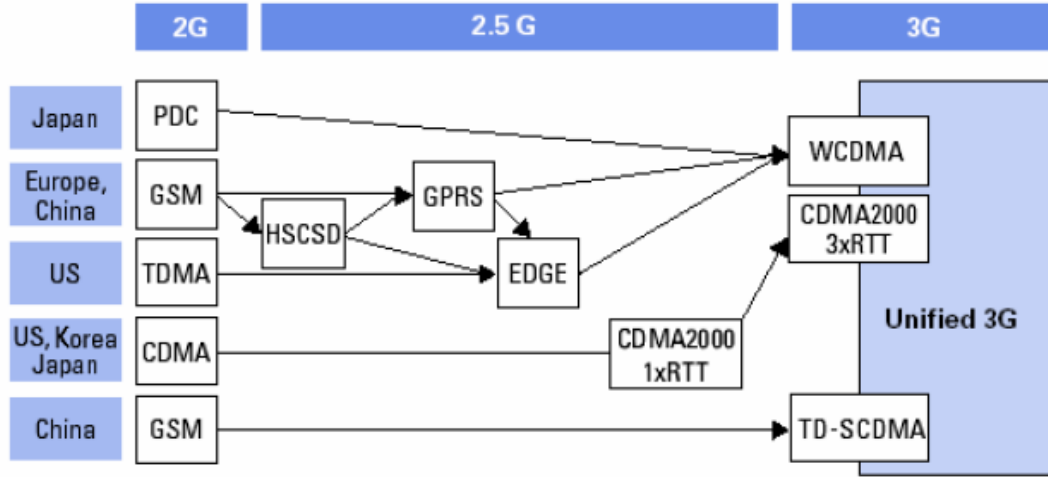 2G
2.5 G
3G
Japan
PDC
WCDMA
Europe,
China
GSM
HSCSD
GPRS
CDMA2000
3xRTT
US
TDMA
EDGE
Unified 3G
US, Korea
Japan
CDMA
CDMA2000
1xRTT
China
GSM
TD-SCDMA